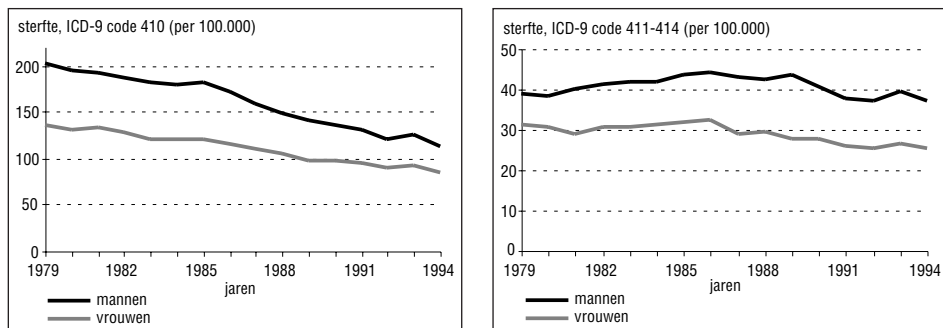 sterfte, ICD-9 code 410 (per 100.000)
200
150
100
50
0
1979 1982 1985 1988 1991 1994
jaren
mannen
vrouwen
sterfte, ICD-9 code 411-414 (per 100.000)
50
40
30
20
10
0
1979 1982 1985 1988 1991 1994
jaren
mannen
vrouwen